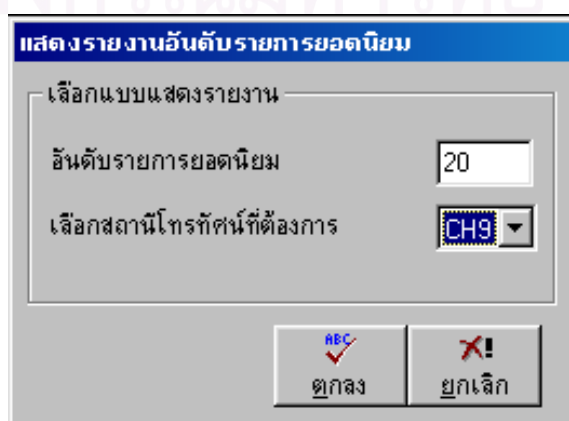 แสดงรายงานอันดับรายการยอดนิยม
เลือกแบบแสดงรายงาน
อันดับรายการยอดนิยม 20
เลือกสถานีโทรทัศน์ที่ต้องการ CH9
ABC
ตกลง ยกเลิก